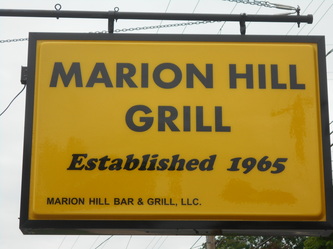 MARION HILL
GRILL
Established 1965
MARION HILL BAR & GRILL, LLC.